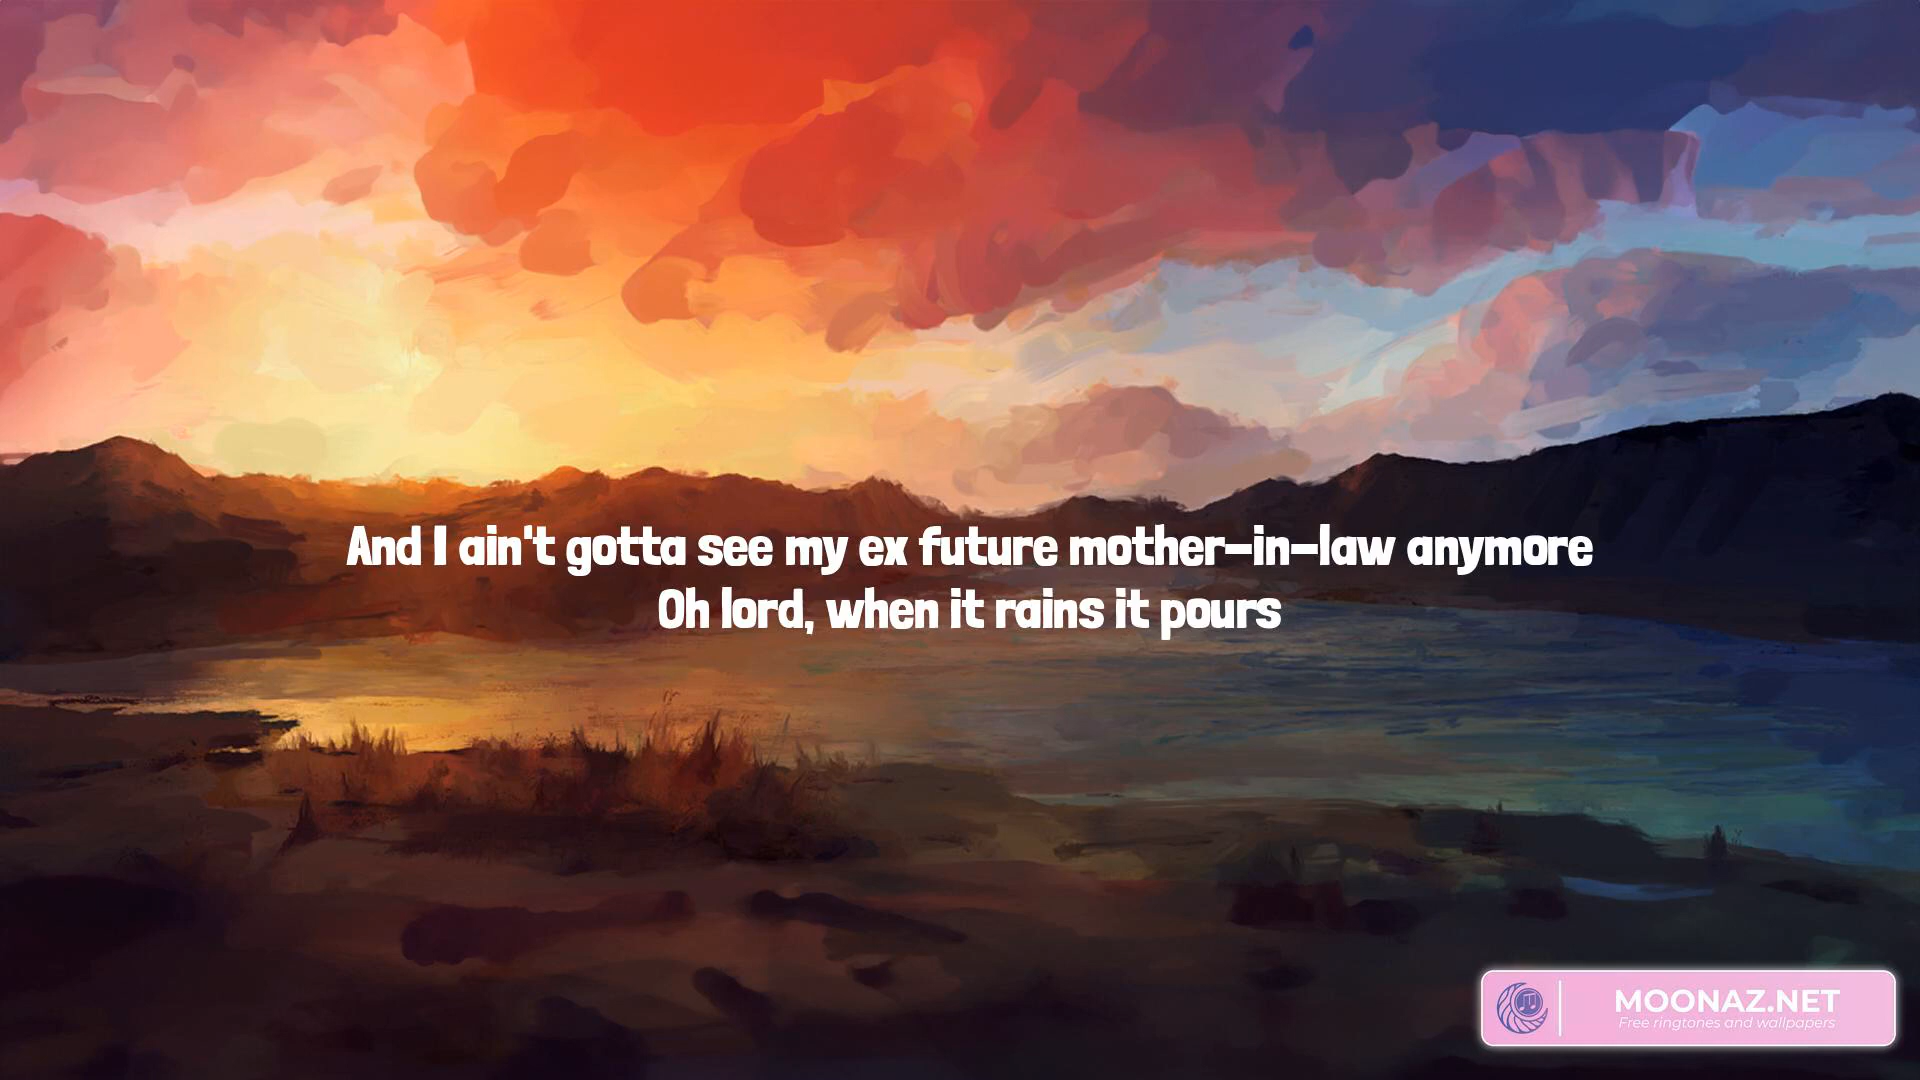 And I ain't gotta see my ex future mother-in-law anymore
Oh lord, when it rains it pours
MOONAZ.NET
Free ringtones and wallpapers